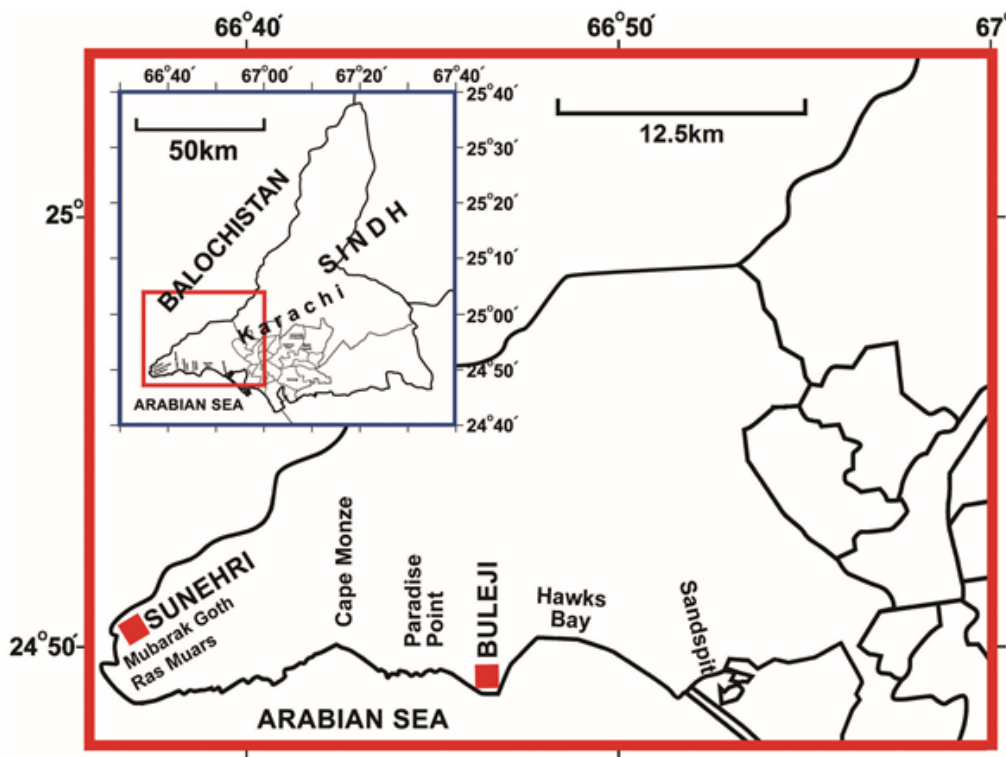 66°40´
66°50´
67°
66°40´
67°00´
67°20´
67°40´
25°40´
25°30´
25°20´
25°10´
25°00´
24°50´
24°40´
50km
12.5km
BALOCHISTAN
SINDH
Karachi
ARABIAN SEA
25°
24°50´
SUNEHRI
Mubarak Goth
Ras Muars
Cape Monze
Paradise
Point
BULEJI
Hawks
Bay
Sandspit
ARABIAN SEA